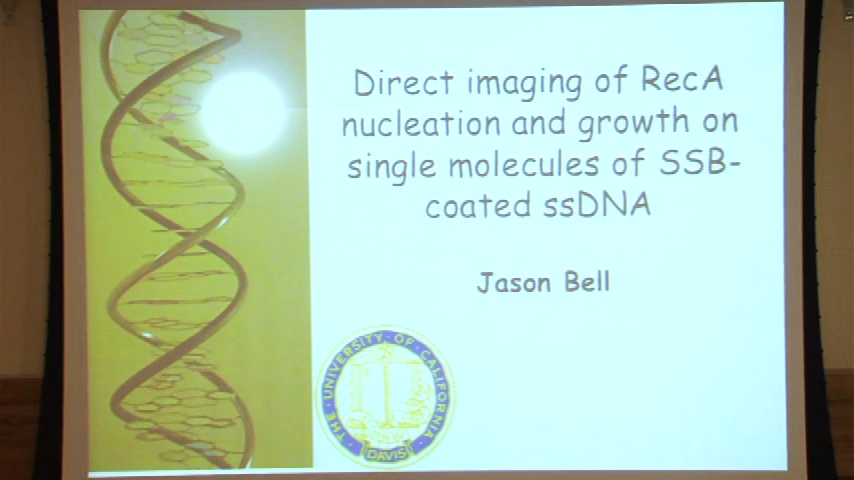 Direct imaging of RecA
nucleation and growth on
single molecules of SSB-
coated ssDNA
Jason Bell
THE · UNIVERSITY · OF · CALIFORNIA
DAVIS